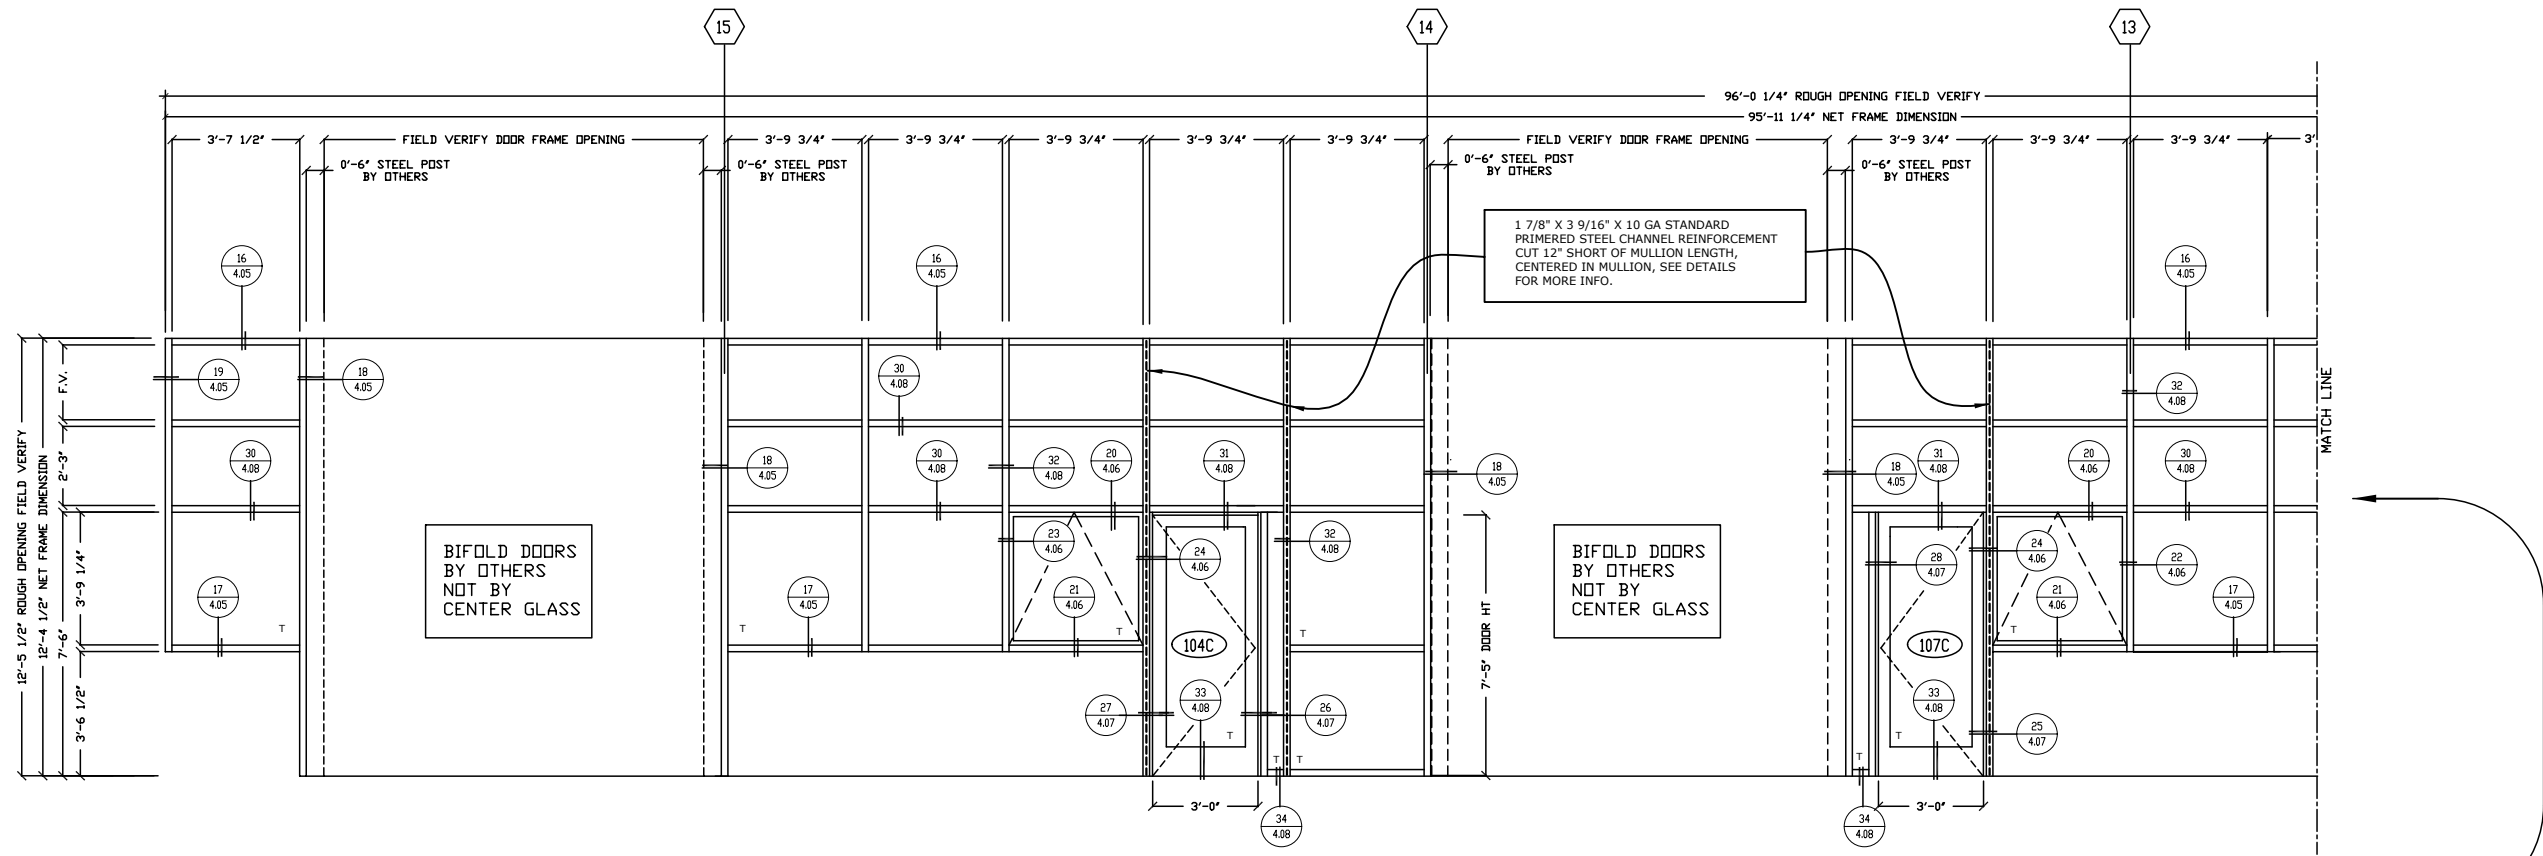 15
14
13
96'-0 1/4" ROUGH OPENING FIELD VERIFY
95'-11 1/4" NET FRAME DIMENSION
3'-7 1/2"
FIELD VERIFY DOOR FRAME OPENING
3'-9 3/4"
3'-9 3/4"
3'-9 3/4"
3'-9 3/4"
3'-9 3/4"
FIELD VERIFY DOOR FRAME OPENING
3'-9 3/4"
3'-9 3/4"
3'-9 3/4"
3'
0'-6" STEEL POST
BY OTHERS
0'-6" STEEL POST
BY OTHERS
0'-6" STEEL POST
BY OTHERS
0'-6" STEEL POST
BY OTHERS
1 7/8" X 3 9/16" X 10 GA STANDARD
PRIMERED STEEL CHANNEL REINFORCEMENT
CUT 12" SHORT OF MULLION LENGTH,
CENTERED IN MULLION, SEE DETAILS
FOR MORE INFO.
16
4.05
16
4.05
16
4.05
19
4.05
18
4.05
30
4.08
32
4.08
30
4.08
18
4.05
30
4.08
32
4.08
20
4.06
31
4.08
18
4.05
18
4.05
31
4.08
20
4.06
30
4.08
23
4.06
24
4.06
32
4.08
28
4.07
24
4.06
22
4.06
17
4.05
17
4.05
21
4.06
21
4.06
17
4.05
BIFOLD DOORS
BY OTHERS
NOT BY
CENTER GLASS
BIFOLD DOORS
BY OTHERS
NOT BY
CENTER GLASS
T
T
T
T
T
104C
107C
27
4.07
33
4.08
26
4.07
33
4.08
25
4.07
T
T
T
T
T
3'-0"
3'-0"
34
4.08
34
4.08
12'-5 1/2" ROUGH OPENING FIELD VERIFY
12'-4 1/2" NET FRAME DIMENSION
F.V.
2'-3"
7'-6"
3'-9 1/4"
3'-6 1/2"
7'-5" DOOR HT
MATCH LINE